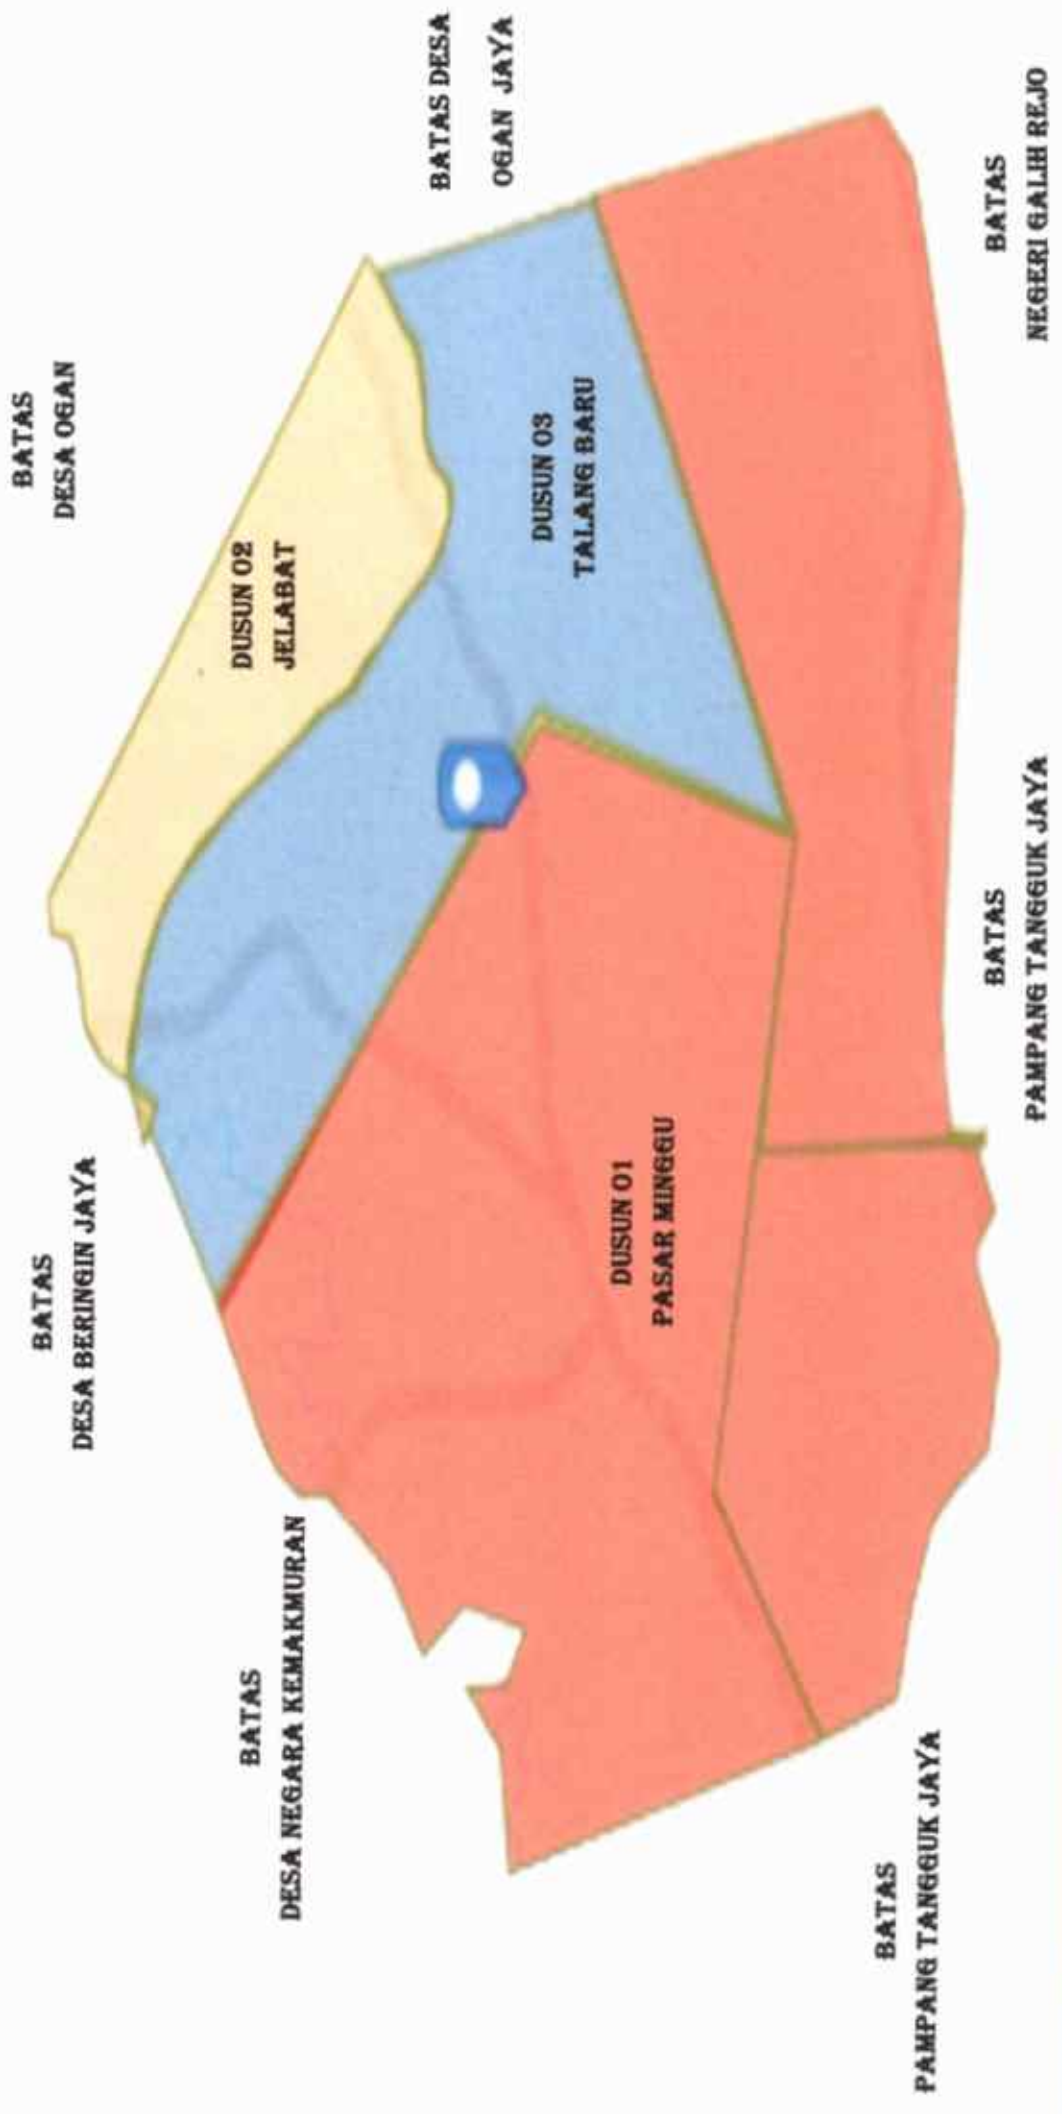 BATAS
DESA BERINGIN JAYA
BATAS
DESA OGAN
BATAS
DESA NEGARA KEMAKMURAN
DUSUN 02
JELABAT
BATAS DESA
OGAN JAYA
DUSUN 03
TALANG BARU
DUSUN 01
PASAR MINGGU
BATAS
PAMPANG TANGGUK JAYA
BATAS
PAMPANG TANGGUK JAYA
BATAS
NEGERI GALIH REJO